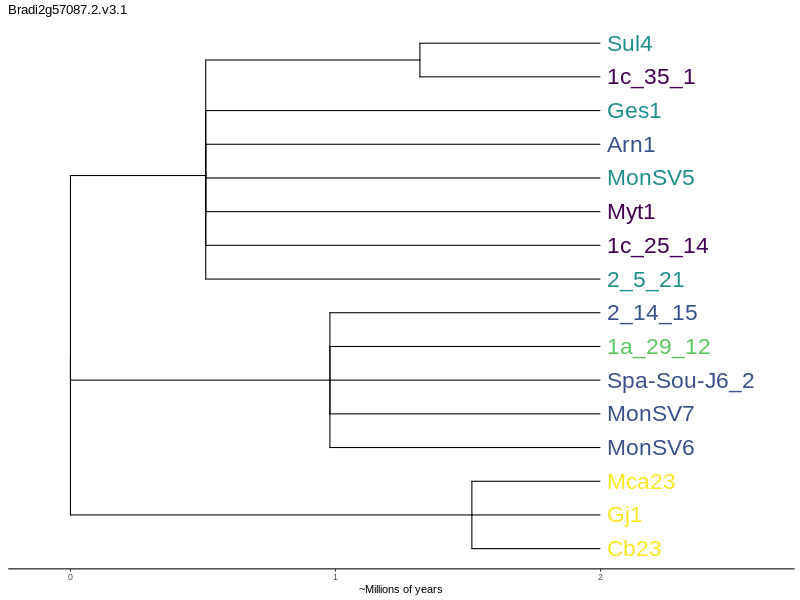 Bradi2g57087.2.v3.1
Sul4
1c_35_1
Ges1
Arn1
MonSV5
Myt1
1c_25_14
2_5_21
2_14_15
1a_29_12
Spa-Sou-J6_2
MonSV7
MonSV6
Mca23
Gj1
Cb23
0 1 2
~Millions of years